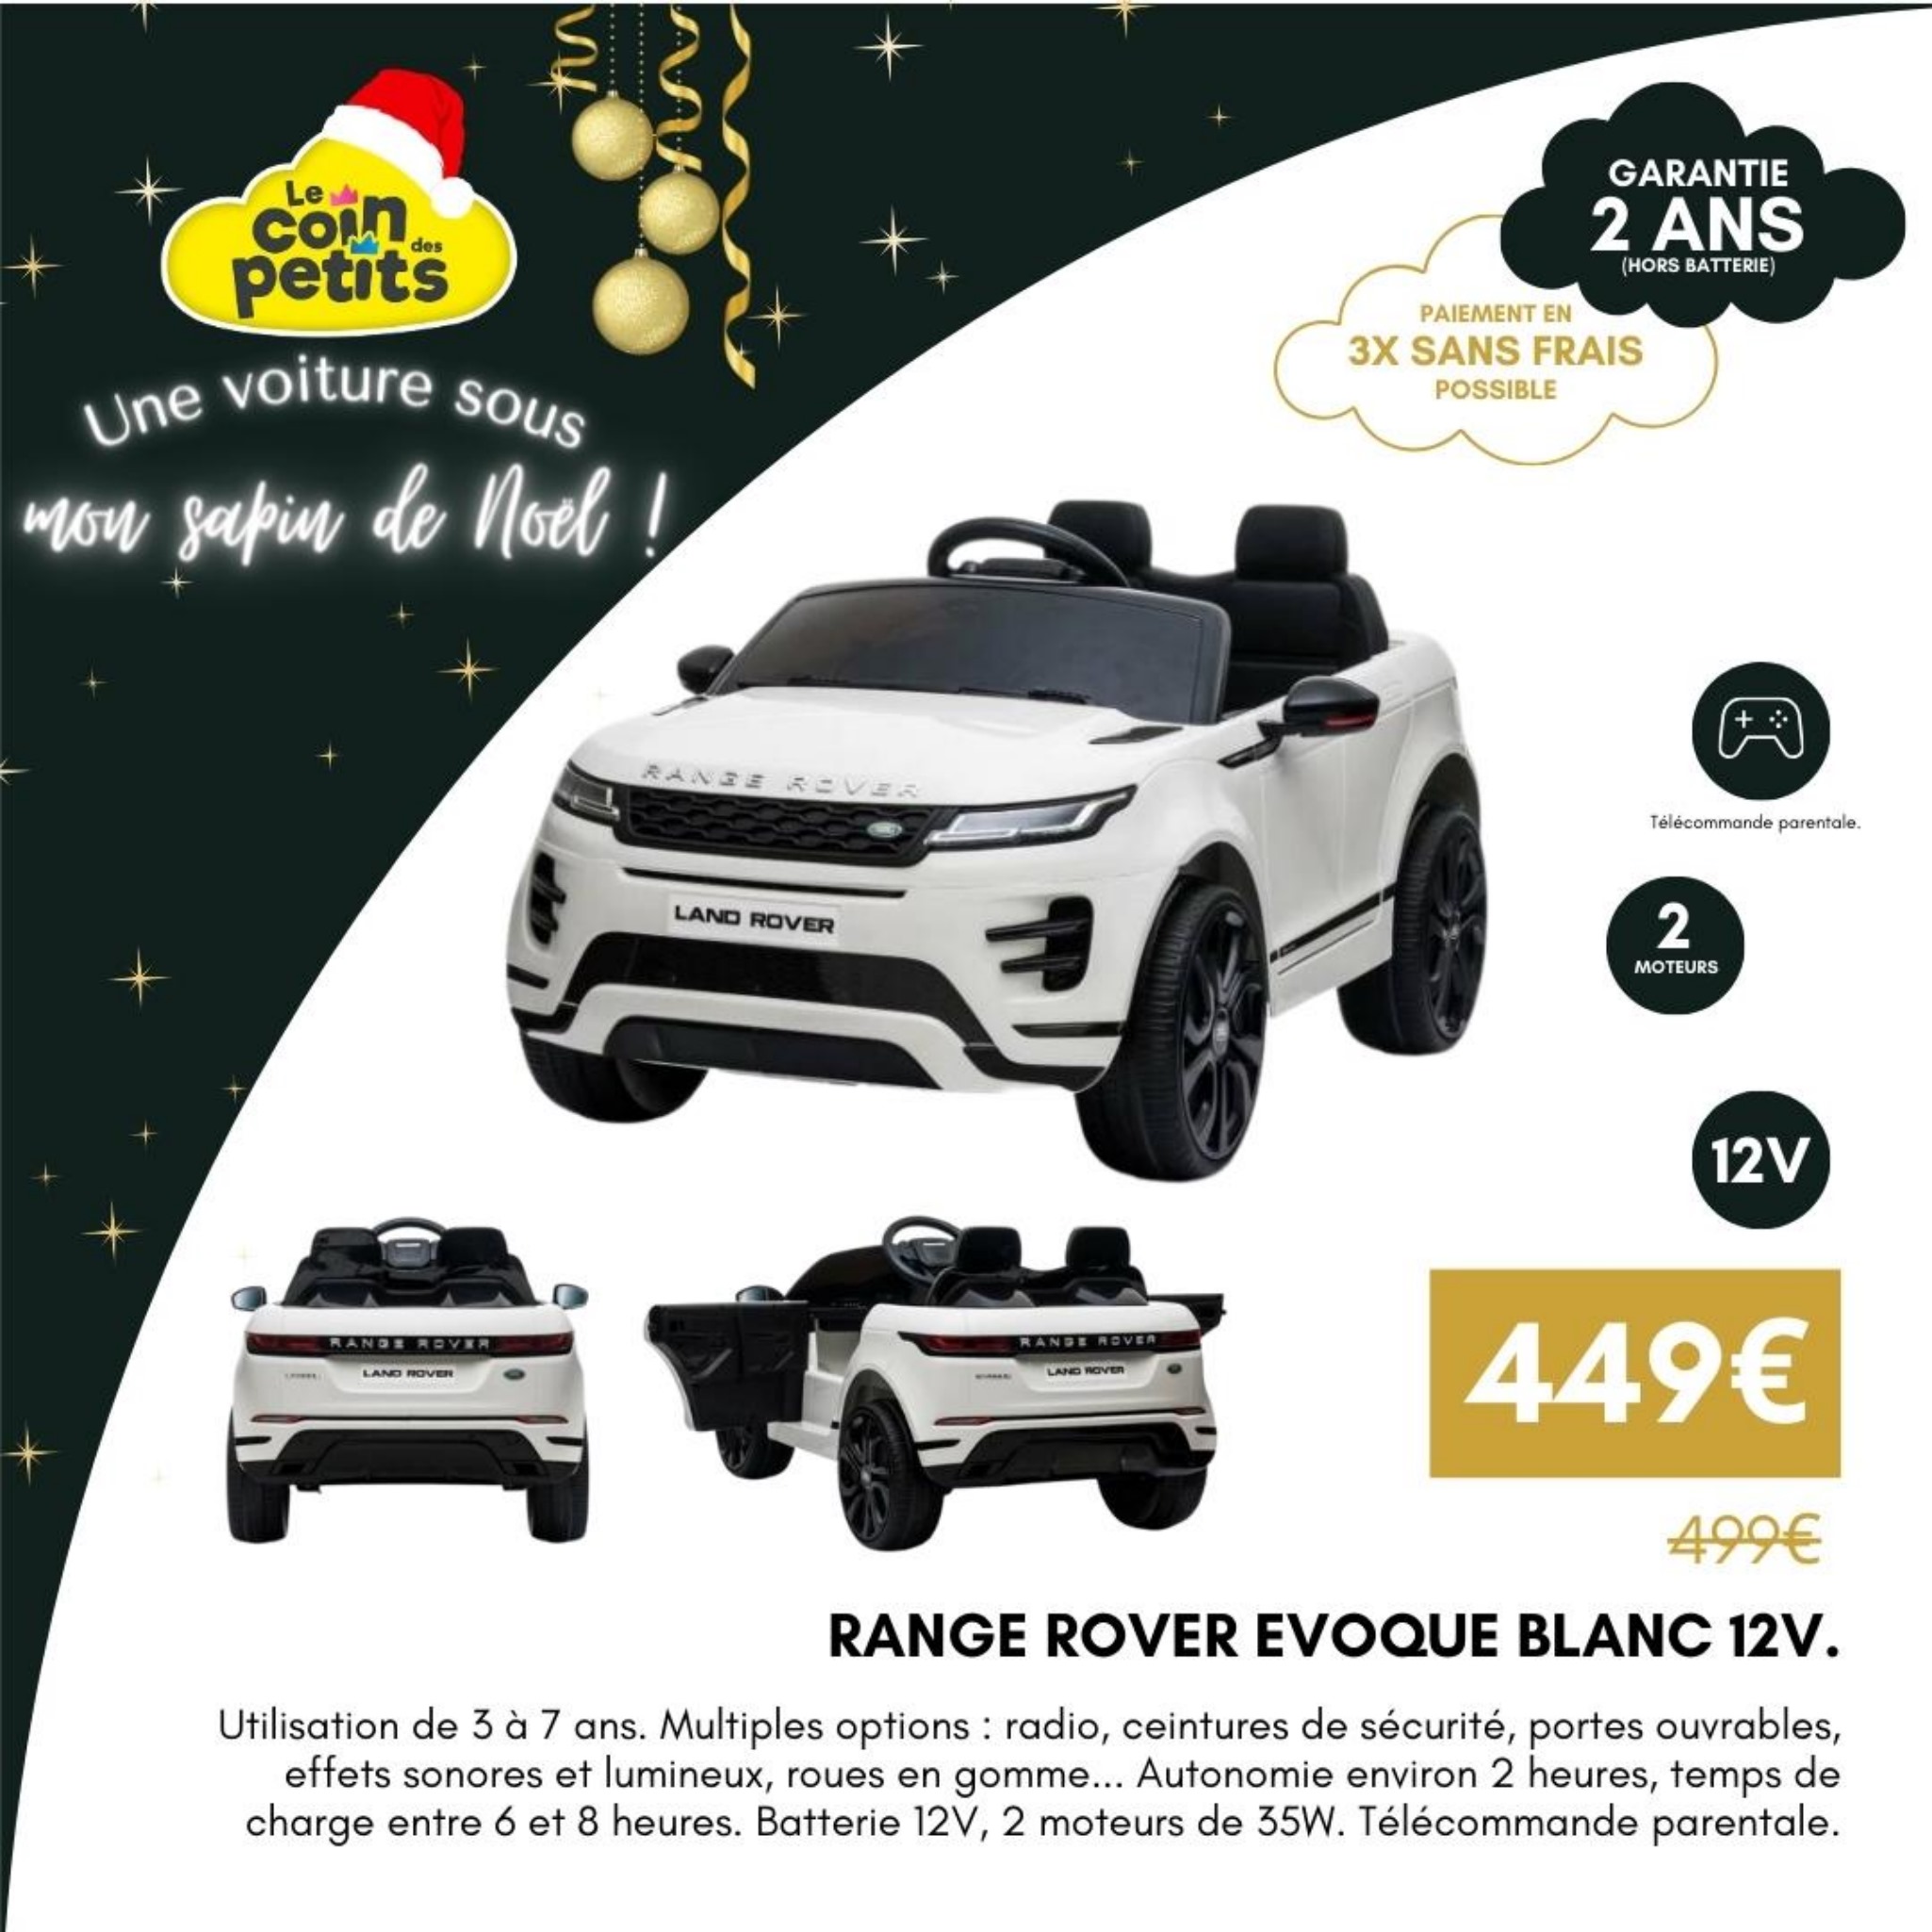 Le
coin des
petits
Une voiture sous
mon sapin de Noël !
GARANTIE
2 ANS
(HORS BATTERIE)
PAIEMENT EN
3X SANS FRAIS
POSSIBLE
RANGE ROVER
LAND ROVER
Télécommande parentale.
2
MOTEURS
12V
RANGE ROVER
LAND ROVER
RANGE ROVER
LAND ROVER
449€
499€
RANGE ROVER EVOQUE BLANC 12V.
Utilisation de 3 à 7 ans. Multiples options : radio, ceintures de sécurité, portes ouvrables,
effets sonores et lumineux, roues en gomme... Autonomie environ 2 heures, temps de
charge entre 6 et 8 heures. Batterie 12V, 2 moteurs de 35W. Télécommande parentale.